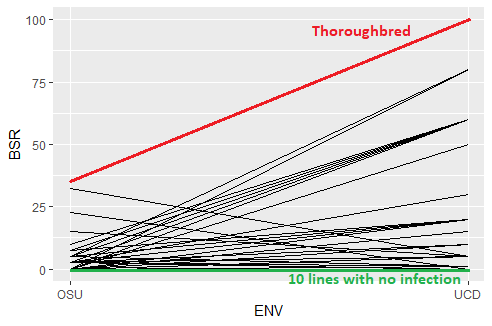 100
Thoroughbred
75
BSR
50
25
0
10 lines with no infection
OSU
UCD
ENV